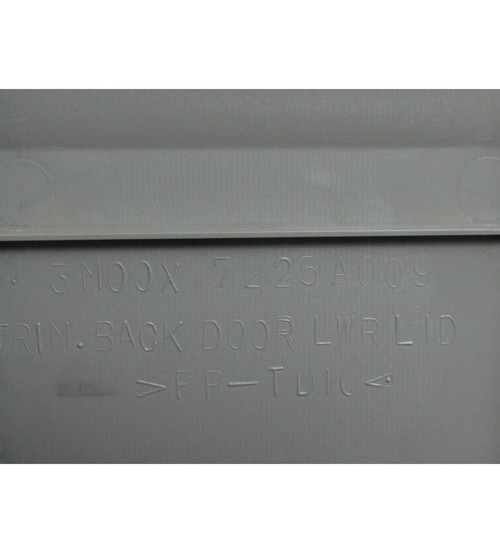 3M00X 7225A009
TRIM. BACK DOOR LWR LID
>PP-TD10<